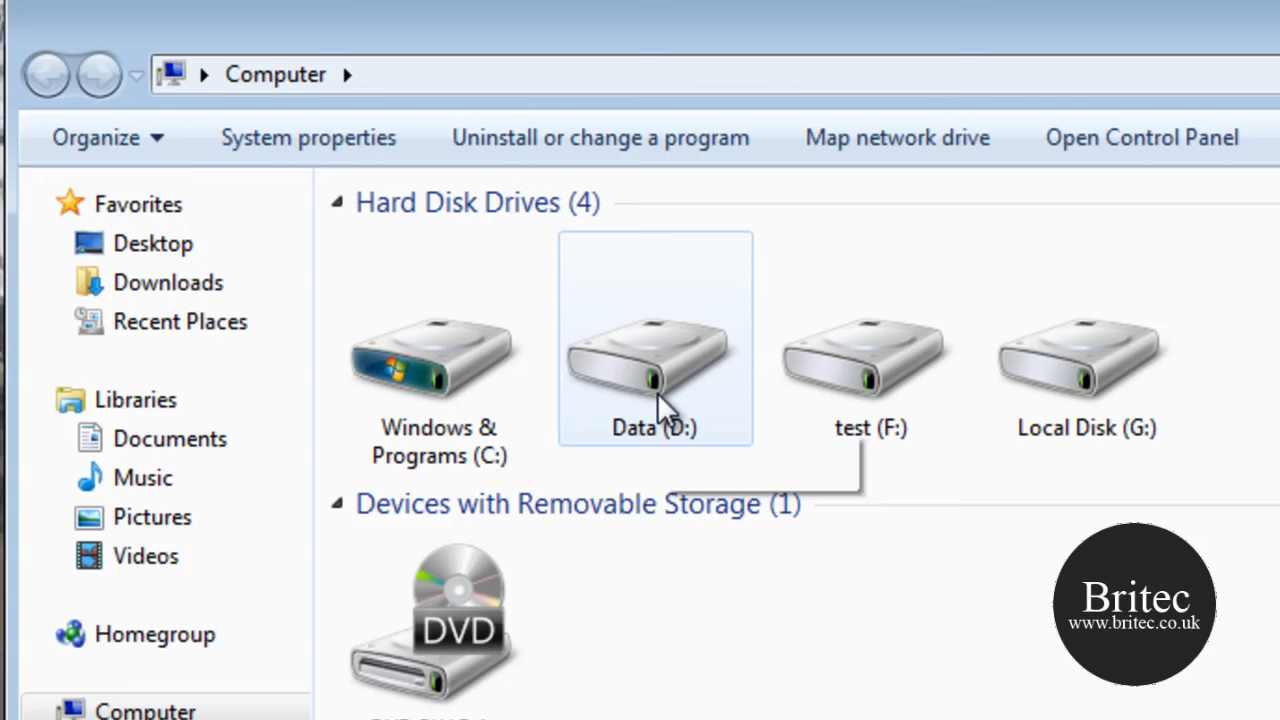 Computer
Organize
System properties
Uninstall or change a program
Map network drive
Open Control Panel
Favorites
Desktop
Downloads
Recent Places
Libraries
Documents
Music
Pictures
Videos
Homegroup
Computer
Hard Disk Drives (4)
Windows &
Programs (C:)
Data (D:)
test (F:)
Local Disk (G:)
Devices with Removable Storage (1)
DVD
Britec
www.britec.co.uk